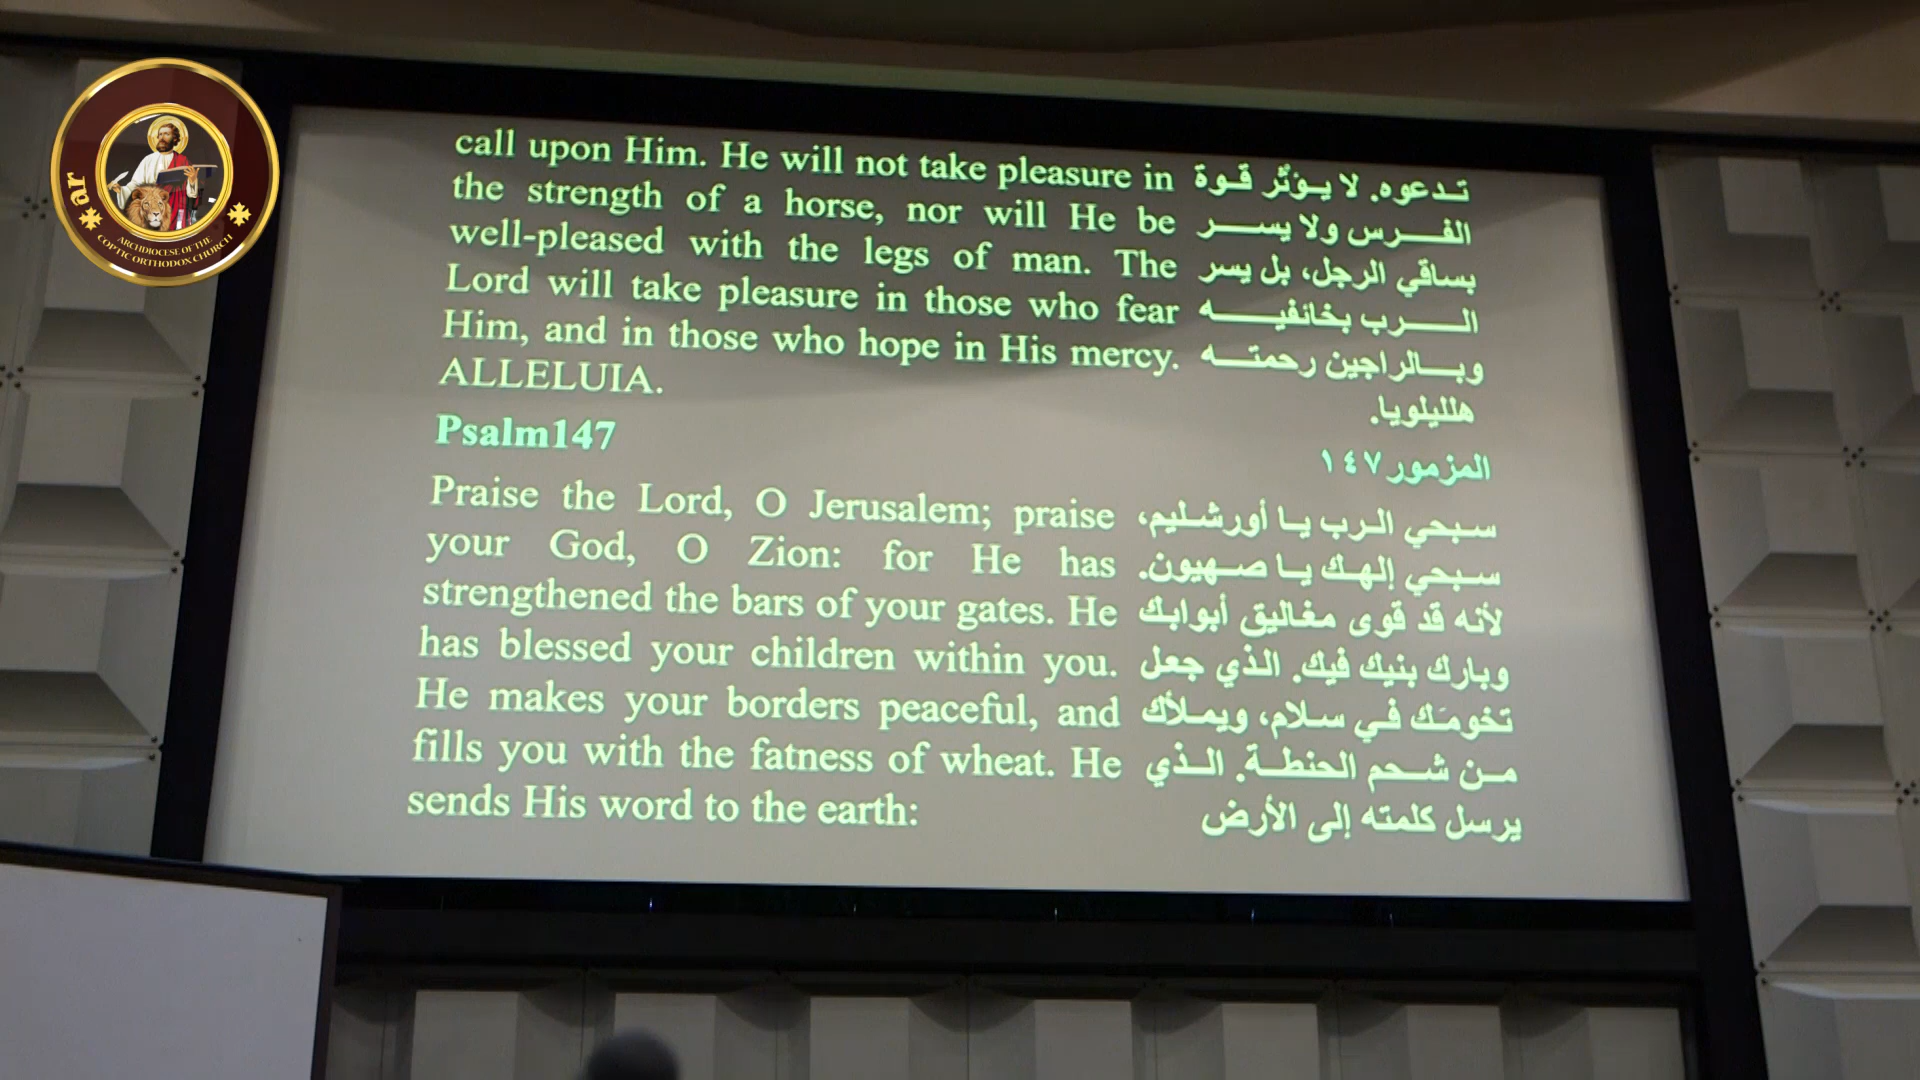 call upon Him. He will not take pleasure in
the strength of a horse, nor will He be
well-pleased with the legs of man. The
Lord will take pleasure in those who fear
Him, and in those who hope in His mercy.
ALLELUIA.
Psalm147
Praise the Lord, O Jerusalem; praise
your God, O Zion: for He has
strengthened the bars of your gates. He
has blessed your children within you.
He makes your borders peaceful, and
fills you with the fatness of wheat. He
sends His word to the earth:
تدعوه. لا يؤثر قوة
الفرس ولا يسر
بساقي الرجل، بل يسر
الرب بخائفيه
وبالراجين رحمته
هلليلويا.
المزمور١٤٧
سبحي الرب يا أورشليم،
سبحي إلهك يا صهيون.
لأنه قد قوى مغاليق أبوابك
وبارك بنيك فيك. الذي جعل
تخومك في سلام، ويملأك
من شحم الحنطة. الذي
يرسل كلمته إلى الأرض
ARCHDIOCESE OF THE
COPTIC ORTHODOX CHURCH